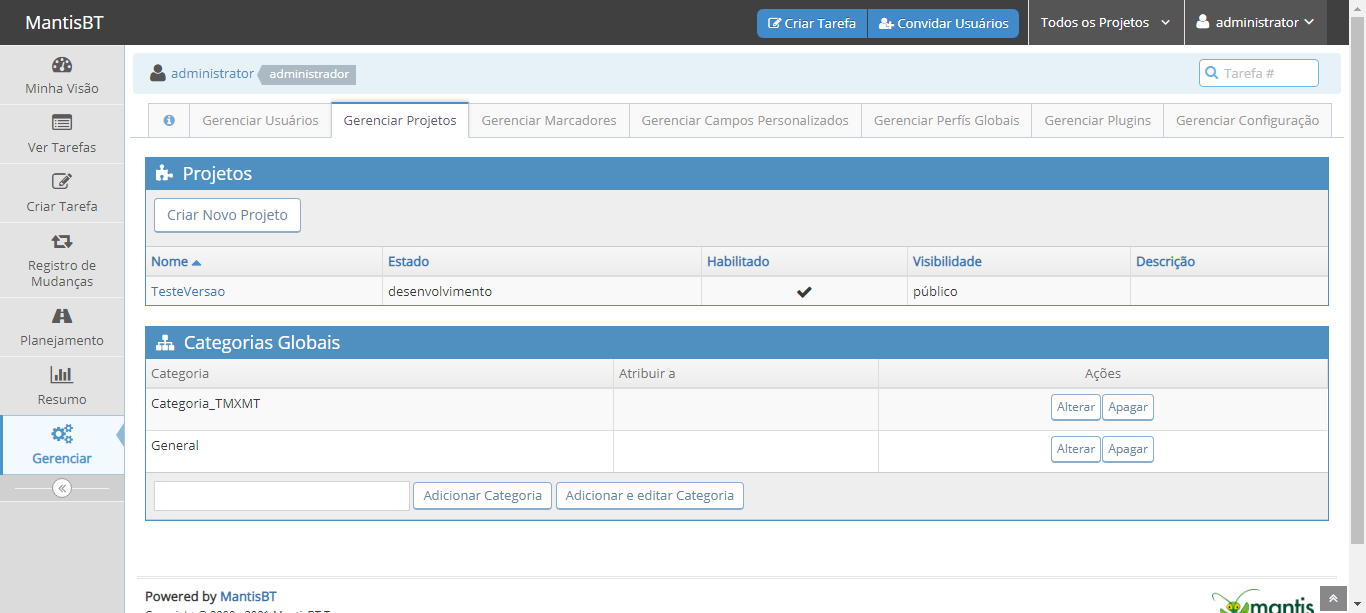 MantisBT
Criar Tarefa
Convidar Usuários
Todos os Projetos
administrator
Minha Visão
Ver Tarefas
Criar Tarefa
Registro de
Mudanças
Planejamento
Resumo
Gerenciar
administrator administrador
Tarefa #
Gerenciar Usuários
Gerenciar Projetos
Gerenciar Marcadores
Gerenciar Campos Personalizados
Gerenciar Perfís Globais
Gerenciar Plugins
Gerenciar Configuração
Projetos
Criar Novo Projeto
Nome Estado Habilitado Visibilidade Descrição
TesteVersao desenvolvimento público
Categorias Globais
Categoria Atribuir a Ações
Categoria_TMXMT Alterar Apagar
General Alterar Apagar
Adicionar Categoria Adicionar e editar Categoria
Powered by MantisBT
mantis